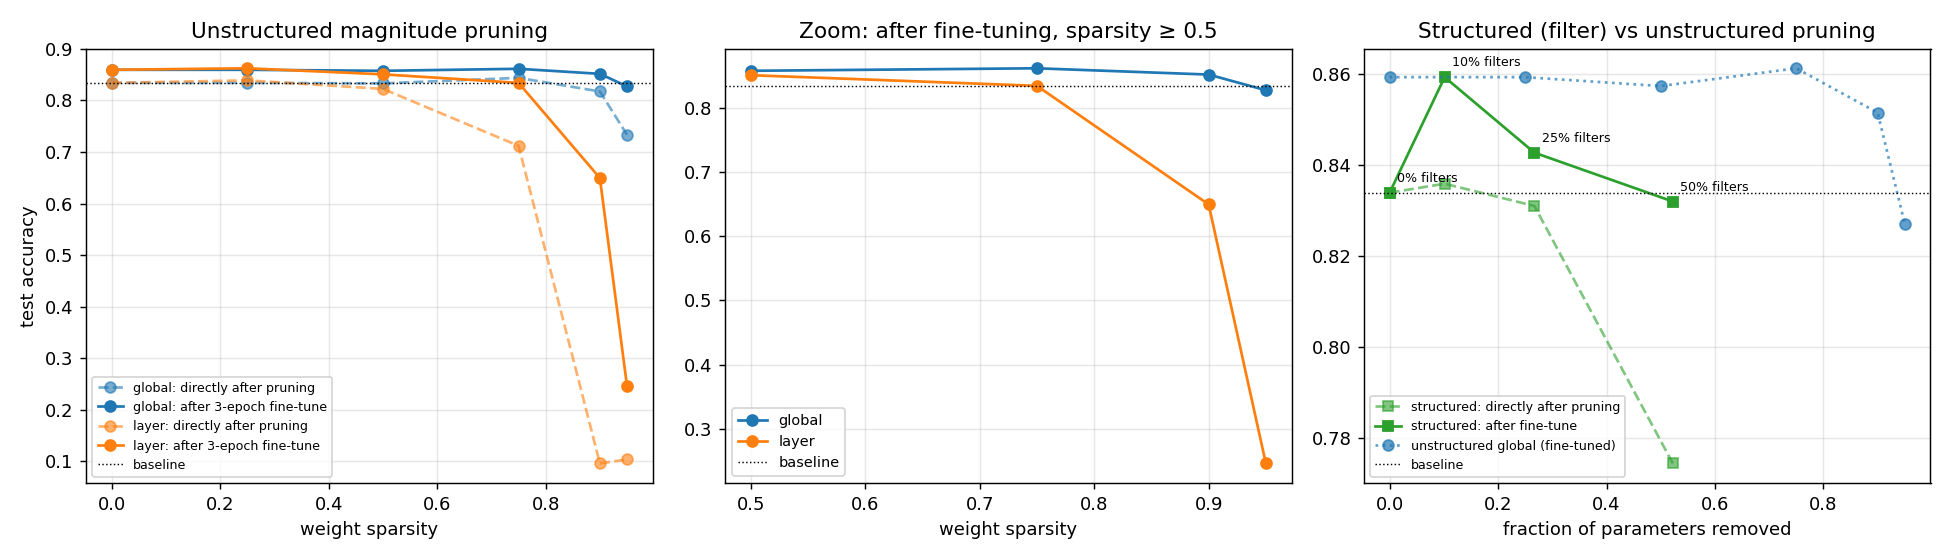 Unstructured magnitude pruning
0.9
0.8
0.7
0.6
0.5
0.4
0.3
0.2
0.1
test accuracy
global: directly after pruning
global: after 3-epoch fine-tune
layer: directly after pruning
layer: after 3-epoch fine-tune
baseline
0.0 0.2 0.4 0.6 0.8
weight sparsity
Zoom: after fine-tuning, sparsity ≥ 0.5
0.8
0.7
0.6
0.5
0.4
0.3
global
layer
baseline
0.5 0.6 0.7 0.8 0.9
weight sparsity
Structured (filter) vs unstructured pruning
0.86
0.84
0.82
0.80
0.78
10% filters
25% filters
0% filters
50% filters
structured: directly after pruning
structured: after fine-tune
unstructured global (fine-tuned)
baseline
0.0 0.2 0.4 0.6 0.8
fraction of parameters removed